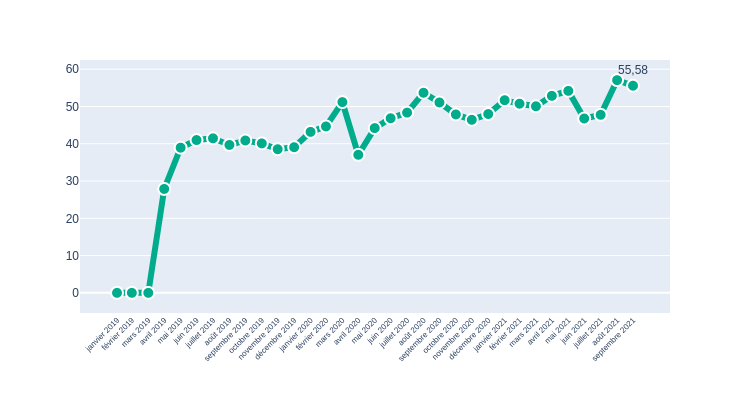 55,58
60
50
40
30
20
10
0
janvier 2019
février 2019
mars 2019
avril 2019
mai 2019
juin 2019
juillet 2019
août 2019
septembre 2019
octobre 2019
novembre 2019
décembre 2019
janvier 2020
février 2020
mars 2020
avril 2020
mai 2020
juin 2020
juillet 2020
août 2020
septembre 2020
octobre 2020
novembre 2020
décembre 2020
janvier 2021
février 2021
mars 2021
avril 2021
mai 2021
juin 2021
juillet 2021
août 2021
septembre 2021